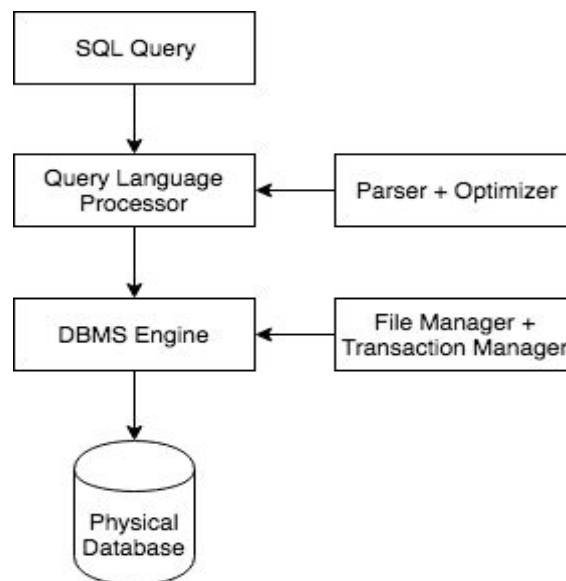 SQL Query
Query Language
Processor
Parser + Optimizer
DBMS Engine
File Manager +
Transaction Manager
Physical
Database